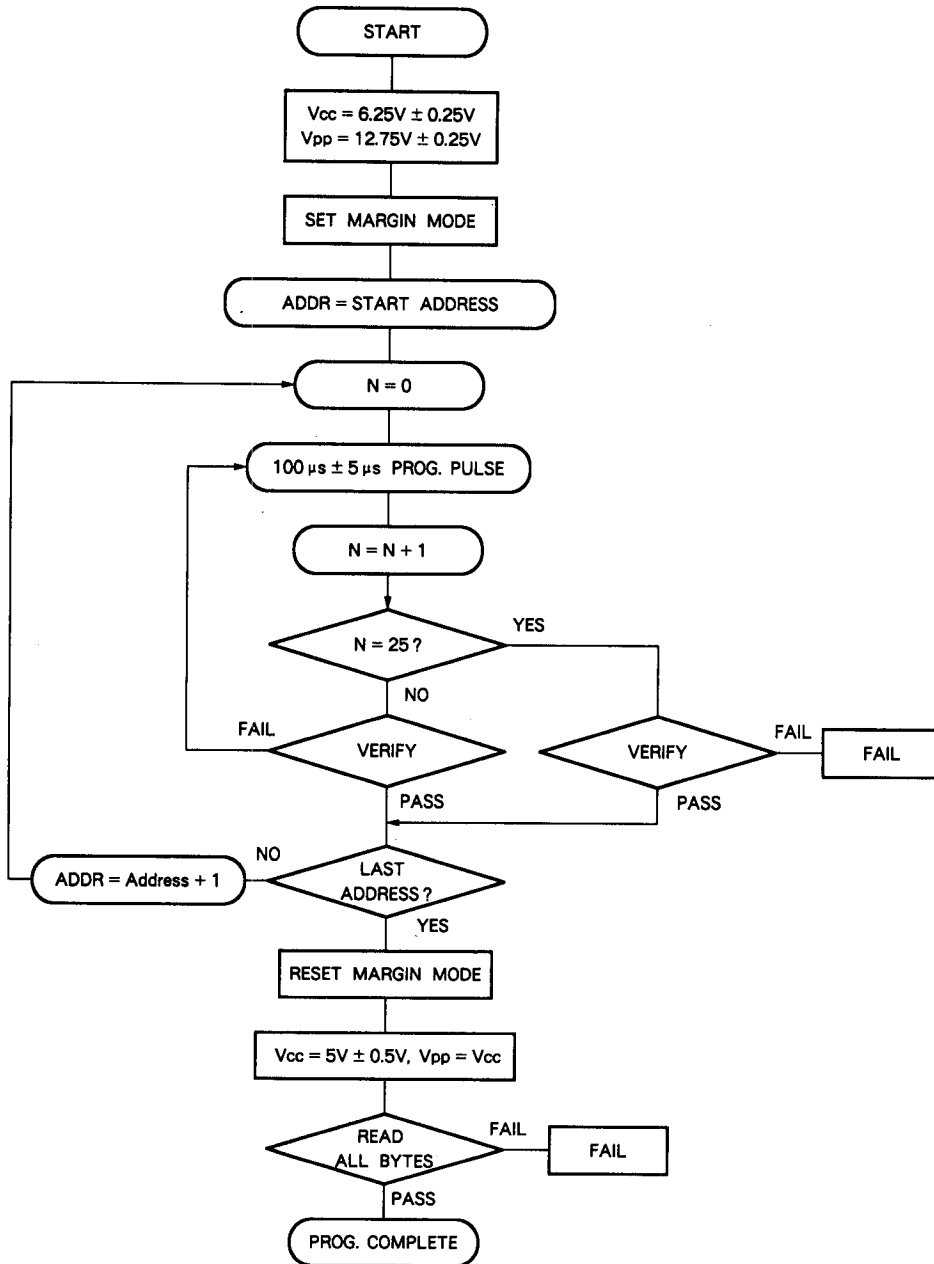 START
Vcc = 6.25V ± 0.25V
Vpp = 12.75V ± 0.25V
SET MARGIN MODE
ADDR = START ADDRESS
N = 0
100 µs ± 5 µs PROG. PULSE
N = N + 1
N = 25 ?
YES
NO
FAIL
VERIFY
PASS
VERIFY
FAIL
FAIL
PASS
NO
ADDR = Address + 1
LAST
ADDRESS ?
YES
RESET MARGIN MODE
Vcc = 5V ± 0.5V, Vpp = Vcc
READ
ALL BYTES
FAIL
FAIL
PASS
PROG. COMPLETE